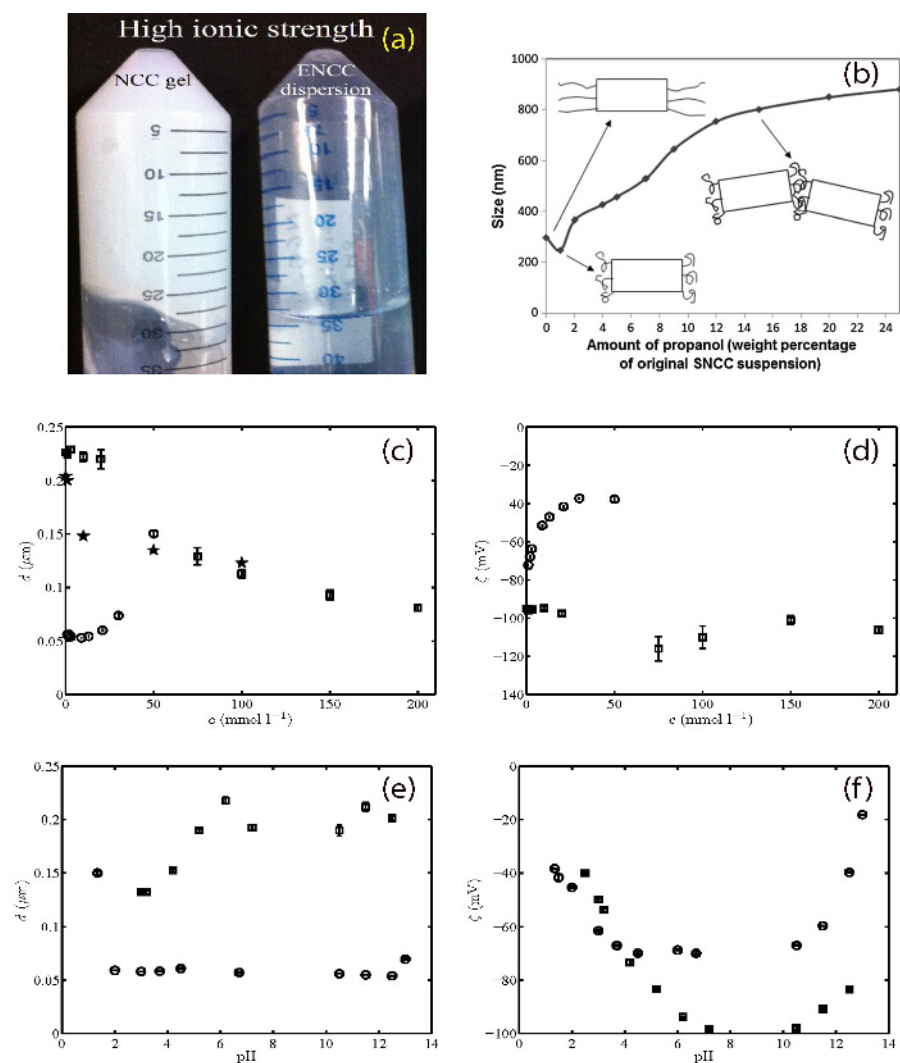 High ionic strength (a)
NCC gel
ENCC
dispersion
5
10
15
20
25
30
35
5
10
15
20
25
30
35
40
(b)
1000
800
600
400
200
0
Size (nm)
0 2 4 6 8 10 12 14 16 18 20 22 24
Amount of propanol (weight percentage
of original SNCC suspension)
(c)
0.25
0.2
0.15
0.1
0.05
0
d (μm)
0 50 100 150 200
c (mmol l⁻¹)
(d)
0
−20
−40
−60
−80
−100
−120
−140
ζ (mV)
0 50 100 150 200
c (mmol l⁻¹)
(e)
0.25
0.2
0.15
0.1
0.05
0
d (μm)
0 2 4 6 8 10 12 14
pH
(f)
0
−20
−40
−60
−80
−100
ζ (mV)
0 2 4 6 8 10 12 14
pH